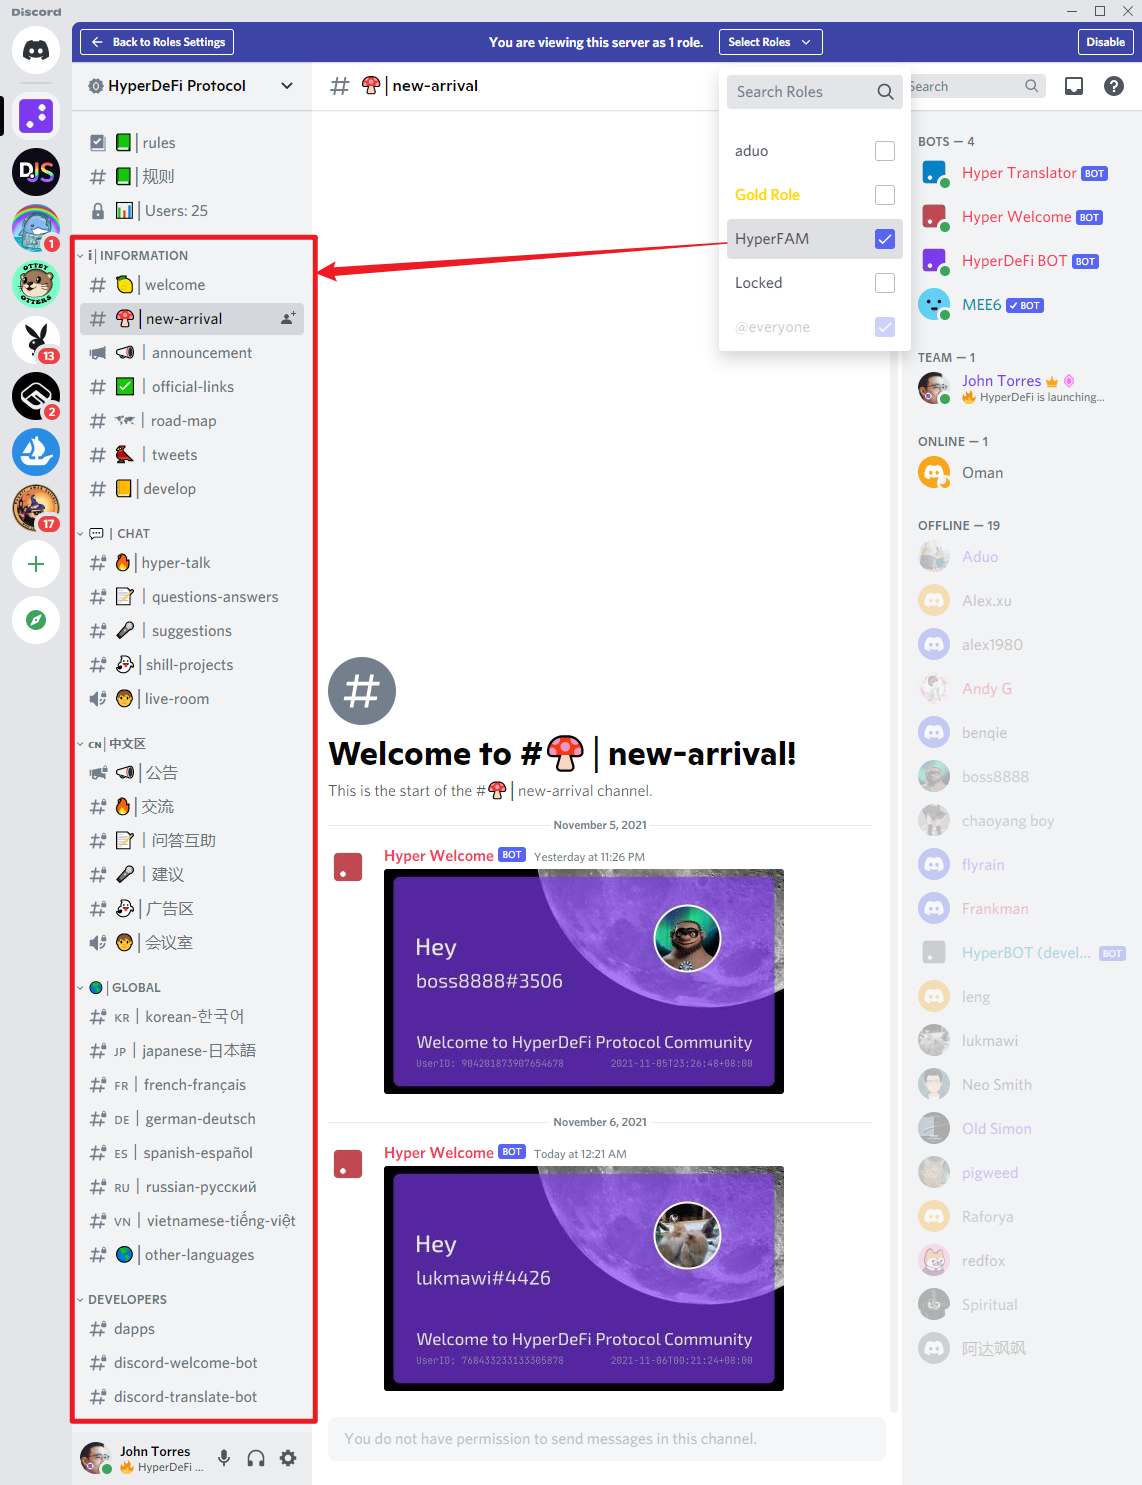 Discord
Back to Roles Settings
You are viewing this server as 1 role.
Select Roles
Disable
HyperDeFi Protocol
new-arrival
Search Roles
Search
aduo
Gold Role
HyperFAM
Locked
@everyone
rules
规则
Users: 25
INFORMATION
welcome
new-arrival
announcement
official-links
road-map
tweets
develop
CHAT
hyper-talk
questions-answers
suggestions
shill-projects
live-room
CN 中文区
公告
交流
问答互助
建议
广告区
会议室
GLOBAL
KR korean-한국어
JP japanese-日本語
FR french-français
DE german-deutsch
ES spanish-español
RU russian-русский
VN vietnamese-tiếng-việt
other-languages
DEVELOPERS
dapps
discord-welcome-bot
discord-translate-bot
John Torres
HyperDeFi ...
1
13
2
17
DJS
OTTEY
OTTERS
Welcome to # new-arrival!
This is the start of the # new-arrival channel.
November 5, 2021
Hyper Welcome BOT Yesterday at 11:26 PM
Hey
boss8888#3506
Welcome to HyperDeFi Protocol Community
UserID: 904201873907654678 2021-11-05T23:26:48+08:00
November 6, 2021
Hyper Welcome BOT Today at 12:21 AM
Hey
lukmawi#4426
Welcome to HyperDeFi Protocol Community
UserID: 768433233133305878 2021-11-06T00:21:24+08:00
You do not have permission to send messages in this channel.
BOTS — 4
Hyper Translator BOT
Hyper Welcome BOT
HyperDeFi BOT BOT
MEE6 BOT
TEAM — 1
John Torres
HyperDeFi is launching...
ONLINE — 1
Oman
OFFLINE — 19
Aduo
Alex.xu
alex1980
Andy G
benqie
boss8888
chaoyang boy
flyrain
Frankman
HyperBOT (devel... BOT
leng
lukmawi
Neo Smith
Old Simon
pigweed
Raforya
redfox
Spiritual
阿达飒飒